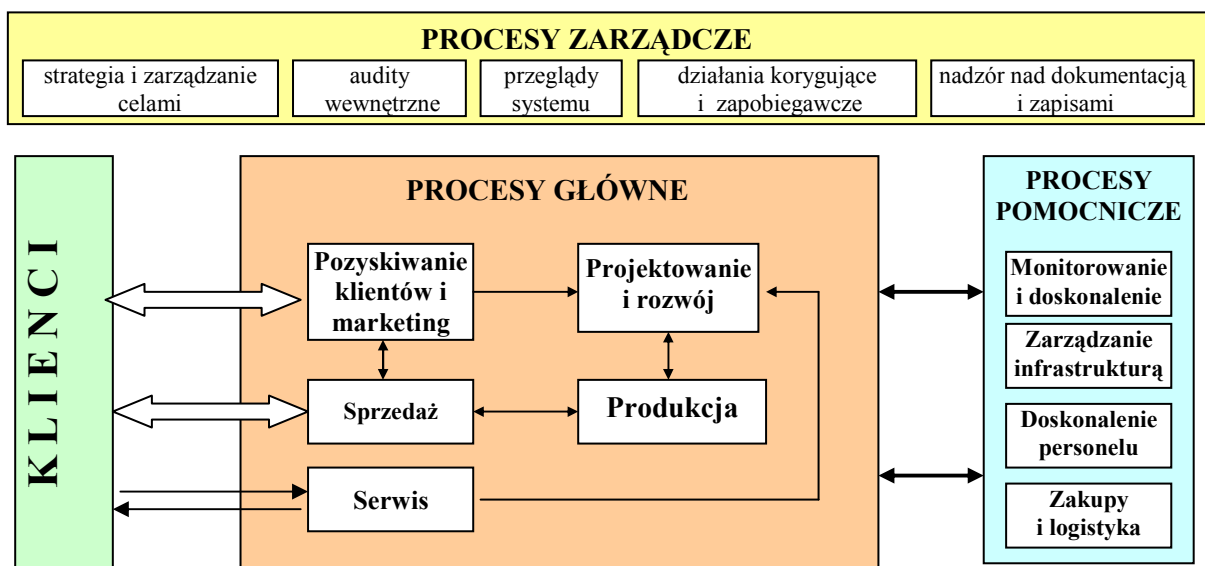 PROCESY ZARZĄDCZE
strategia i zarządzanie
celami
audity
wewnętrzne
przeglądy
systemu
działania korygujące
i zapobiegawcze
nadzór nad dokumentacją
i zapisami
KLIENCI
PROCESY GŁÓWNE
Pozyskiwanie
klientów i
marketing
Projektowanie
i rozwój
Sprzedaż
Produkcja
Serwis
PROCESY
POMOCNICZE
Monitorowanie
i doskonalenie
Zarządzanie
infrastrukturą
Doskonalenie
personelu
Zakupy
i logistyka